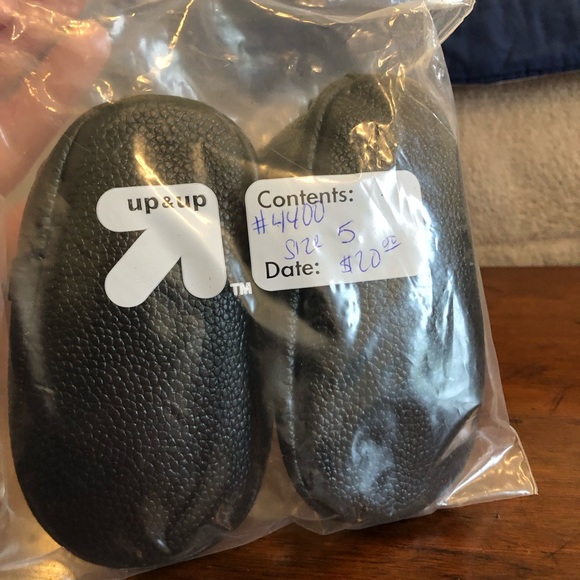 up&up
TM
Contents:
#4400
Size 5
Date: $20.00